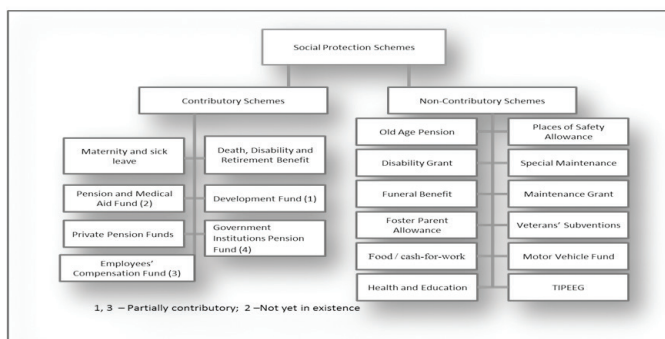 Social Protection Schemes
Contributory Schemes
Non-Contributory Schemes
Maternity and sick
leave
Death, Disability and
Retirement Benefit
Pension and Medical
Aid Fund (2)
Development Fund (1)
Private Pension Funds
Government
Institutions Pension
Fund (4)
Employees'
Compensation Fund (3)
Old Age Pension
Places of Safety
Allowance
Disability Grant
Special Maintenance
Funeral Benefit
Maintenance Grant
Foster Parent
Allowance
Veterans' Subventions
Food / cash-for-work
Motor Vehicle Fund
Health and Education
TIPEEG
1, 3 – Partially contributory; 2 –Not yet in existence